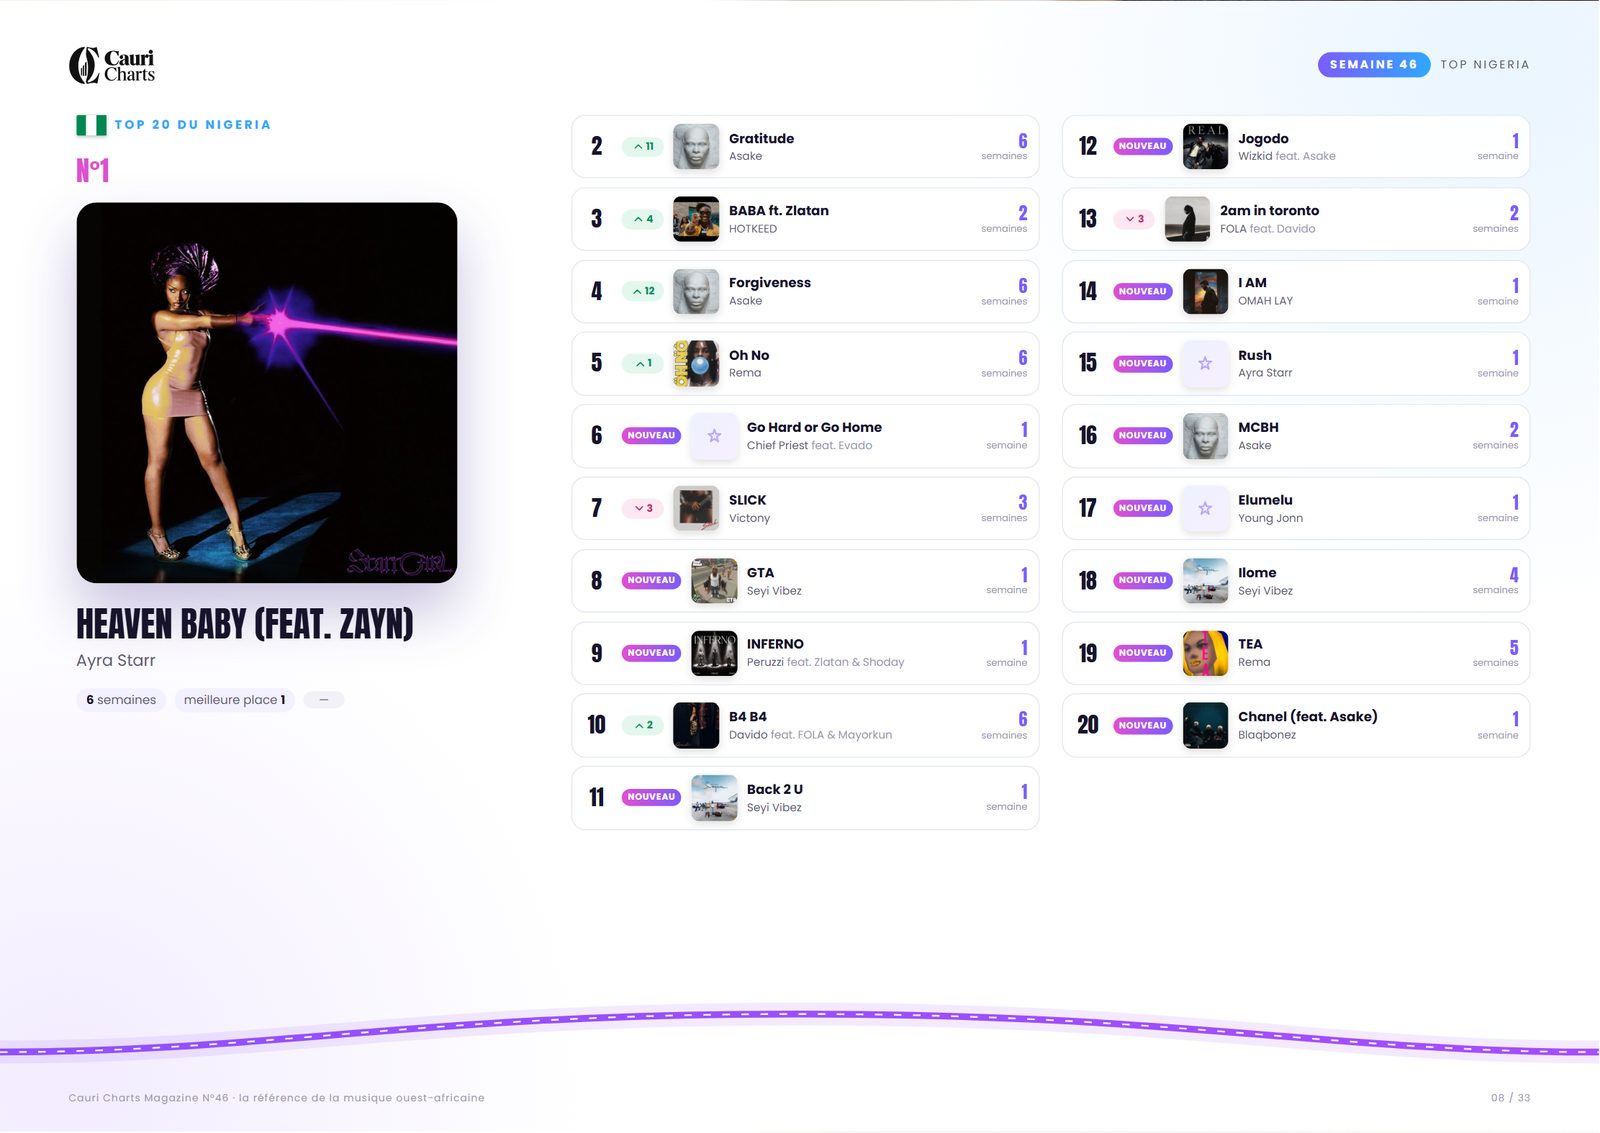 Cauri
Charts
SEMAINE 46 TOP NIGERIA
TOP 20 DU NIGERIA
Nº1
StarrGirl
HEAVEN BABY (FEAT. ZAYN)
Ayra Starr
6 semaines meilleure place 1 —
2 11 Gratitude 6
Asake semaines
3 4 BABA ft. Zlatan 2
HOTKEED semaines
4 12 Forgiveness 6
Asake semaines
5 1 OH NO Oh No 6
Rema semaines
6 NOUVEAU Go Hard or Go Home 1
Chief Priest feat. Evado semaine
7 3 SLICK 3
Victony semaines
8 NOUVEAU GTA 1
Seyi Vibez semaine
9 NOUVEAU INFERNO INFERNO 1
Peruzzi feat. Zlatan & Shoday semaine
10 2 B4 B4 6
Davido feat. FOLA & Mayorkun semaines
11 NOUVEAU Back 2 U 1
Seyi Vibez semaine
12 NOUVEAU REAL Jogodo 1
Wizkid feat. Asake semaine
13 3 2am in toronto 2
FOLA feat. Davido semaines
14 NOUVEAU I AM 1
OMAH LAY semaine
15 NOUVEAU Rush 1
Ayra Starr semaine
16 NOUVEAU MCBH 2
Asake semaines
17 NOUVEAU Elumelu 1
Young Jonn semaine
18 NOUVEAU Ilome 4
Seyi Vibez semaines
19 NOUVEAU TEA 5
Rema semaines
20 NOUVEAU Chanel (feat. Asake) 1
Blaqbonez semaine
Cauri Charts Magazine Nº46 · la référence de la musique ouest-africaine
08 / 33